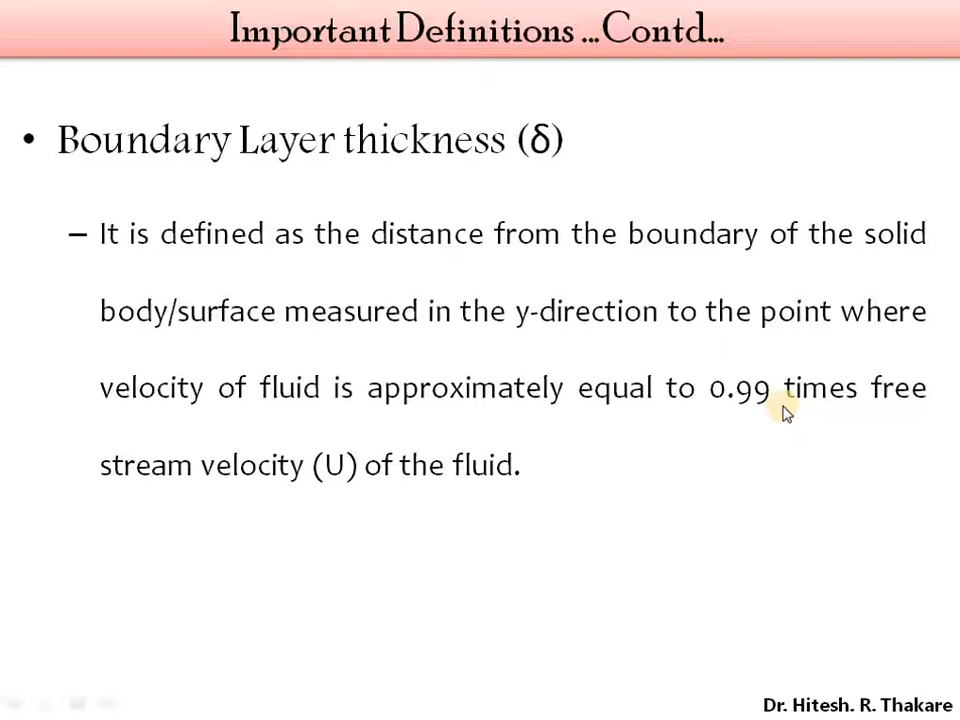 Important Definitions ...Contd...
• Boundary Layer thickness (δ)
– It is defined as the distance from the boundary of the solid
body/surface measured in the y-direction to the point where
velocity of fluid is approximately equal to 0.99 times free
stream velocity (U) of the fluid.
Dr. Hitesh. R. Thakare